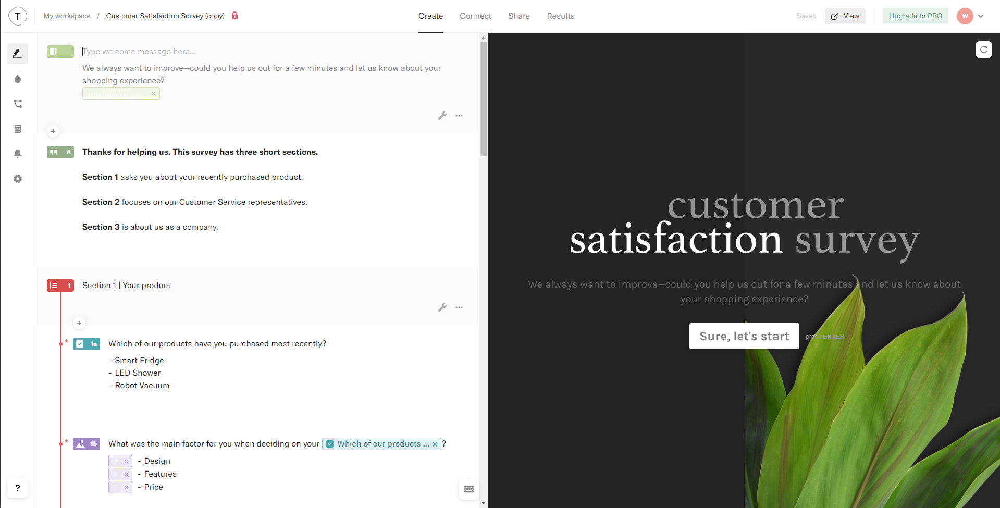 T
My workspace / Customer Satisfaction Survey (copy)
Create Connect Share Results
Saved View Upgrade to PRO W
Type welcome message here...
We always want to improve—could you help us out for a few minutes and let us know about your
shopping experience?
satisfaction
A Thanks for helping us. This survey has three short sections.
Section 1 asks you about your recently purchased product.
Section 2 focuses on our Customer Service representatives.
Section 3 is about us as a company.
1 Section 1 | Your product
* 1a Which of our products have you purchased most recently?
- Smart Fridge
- LED Shower
- Robot Vacuum
* 1b What was the main factor for you when deciding on your Which of our products ... ?
- Design
- Features
- Price
?
customer
satisfaction survey
We always want to improve—could you help us out for a few minutes and let us know about
your shopping experience?
Sure, let's start press ENTER